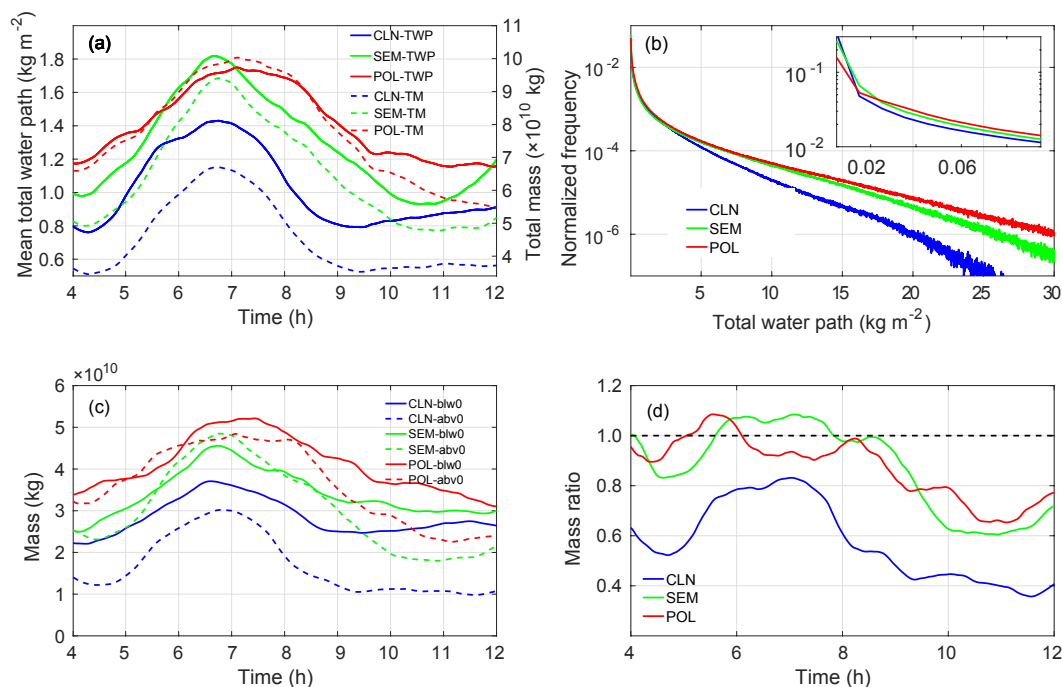 (a)
Mean total water path (kg m-2)
1.8
1.6
1.4
1.2
1.0
0.8
0.6
CLN-TWP
SEM-TWP
POL-TWP
CLN-TM
SEM-TM
POL-TM
11
10
9
8
7
6
5
4
3
Total mass (×10^10 kg)
4 5 6 7 8 9 10 11 12
Time (h)
(b)
Normalized frequency
10-2
10-4
10-6
10-1
10-2
0.02 0.06
CLN
SEM
POL
5 10 15 20 25 30
Total water path (kg m-2)
(c)
×10^10
Mass (kg)
6
5
4
3
2
1
0
CLN-blw0
CLN-abv0
SEM-blw0
SEM-abv0
POL-blw0
POL-abv0
4 5 6 7 8 9 10 11 12
Time (h)
(d)
Mass ratio
1.2
1.0
0.8
0.6
0.4
CLN
SEM
POL
4 6 8 10 12
Time (h)